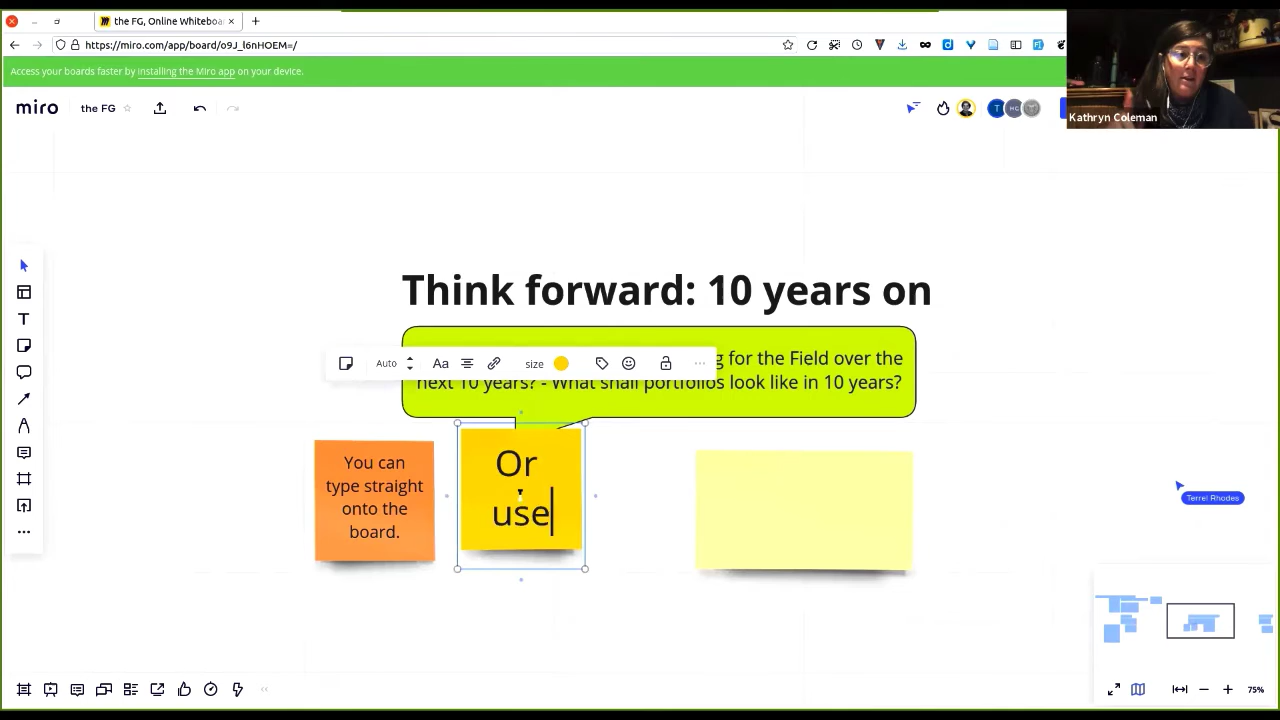 the FG, Online Whiteboa
https://miro.com/app/board/o9J_l6nHOEM=/
Access your boards faster by installing the Miro app on your device.
Kathryn Coleman
miro
the FG
T
MC
Think forward: 10 years on
g for the Field over the
next 10 years? - What shall portfolios look like in 10 years?
Auto
Aa
size
You can
type straight
onto the
board.
Or
use
Terrel Rhodes
75%